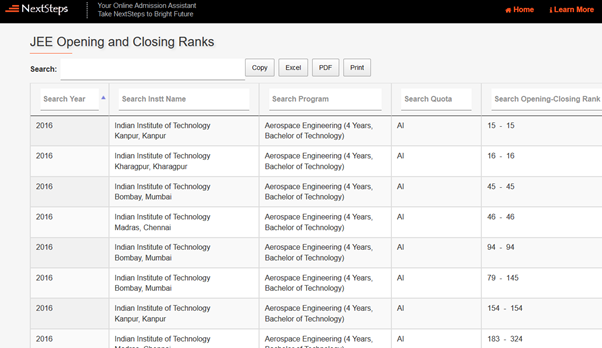 NextSteps
Your Online Admission Assistant
Take NextSteps to Bright Future
Home
Learn More
JEE Opening and Closing Ranks
Search:
Copy
Excel
PDF
Print
Search Year
Search Instt Name
Search Program
Search Quota
Search Opening-Closing Rank
2016
Indian Institute of Technology
Kanpur, Kanpur
Aerospace Engineering (4 Years,
Bachelor of Technology)
AI
15 - 15
2016
Indian Institute of Technology
Kharagpur, Kharagpur
Aerospace Engineering (4 Years,
Bachelor of Technology)
AI
16 - 16
2016
Indian Institute of Technology
Bombay, Mumbai
Aerospace Engineering (4 Years,
Bachelor of Technology)
AI
45 - 45
2016
Indian Institute of Technology
Madras, Chennai
Aerospace Engineering (4 Years,
Bachelor of Technology)
AI
46 - 46
2016
Indian Institute of Technology
Bombay, Mumbai
Aerospace Engineering (4 Years,
Bachelor of Technology)
AI
94 - 94
2016
Indian Institute of Technology
Bombay, Mumbai
Aerospace Engineering (4 Years,
Bachelor of Technology)
AI
79 - 145
2016
Indian Institute of Technology
Kanpur, Kanpur
Aerospace Engineering (4 Years,
Bachelor of Technology)
AI
154 - 154
2016
Indian Institute of Technology
Madras, Chennai
Aerospace Engineering (4 Years,
Bachelor of Technology)
AI
183 - 324